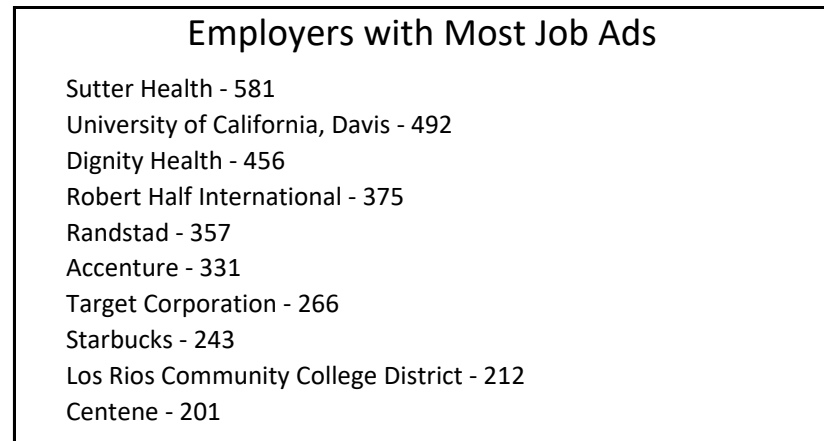 Employers with Most Job Ads
Sutter Health - 581
University of California, Davis - 492
Dignity Health - 456
Robert Half International - 375
Randstad - 357
Accenture - 331
Target Corporation - 266
Starbucks - 243
Los Rios Community College District - 212
Centene - 201